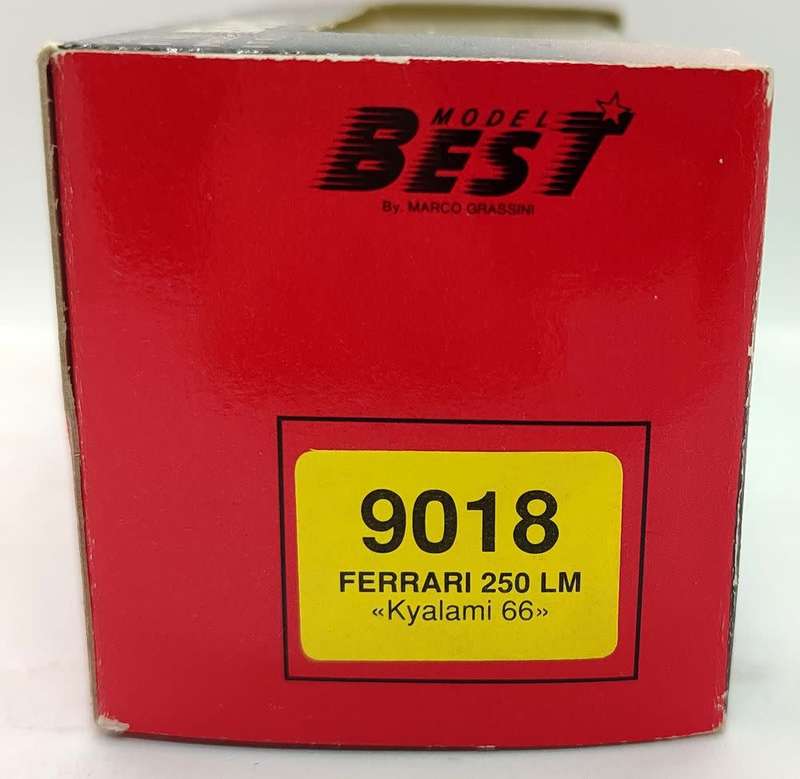 MODEL
BEST
By. MARCO GRASSINI
9018
FERRARI 250 LM
«Kyalami 66»